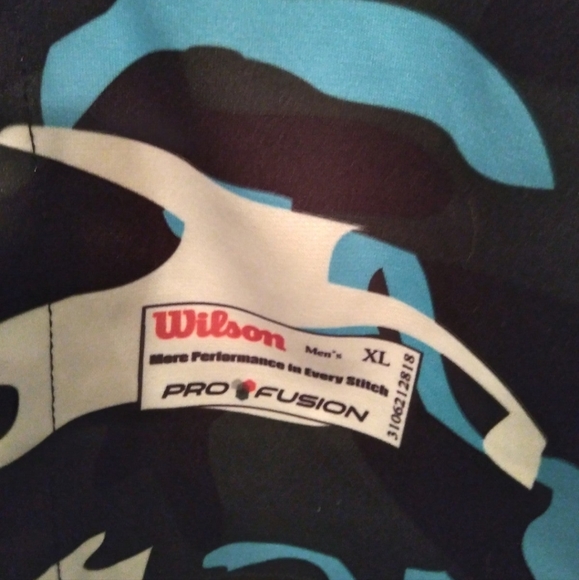 Wilson Men's XL
More Performance in Every Stitch
PRO FUSION
3106212818